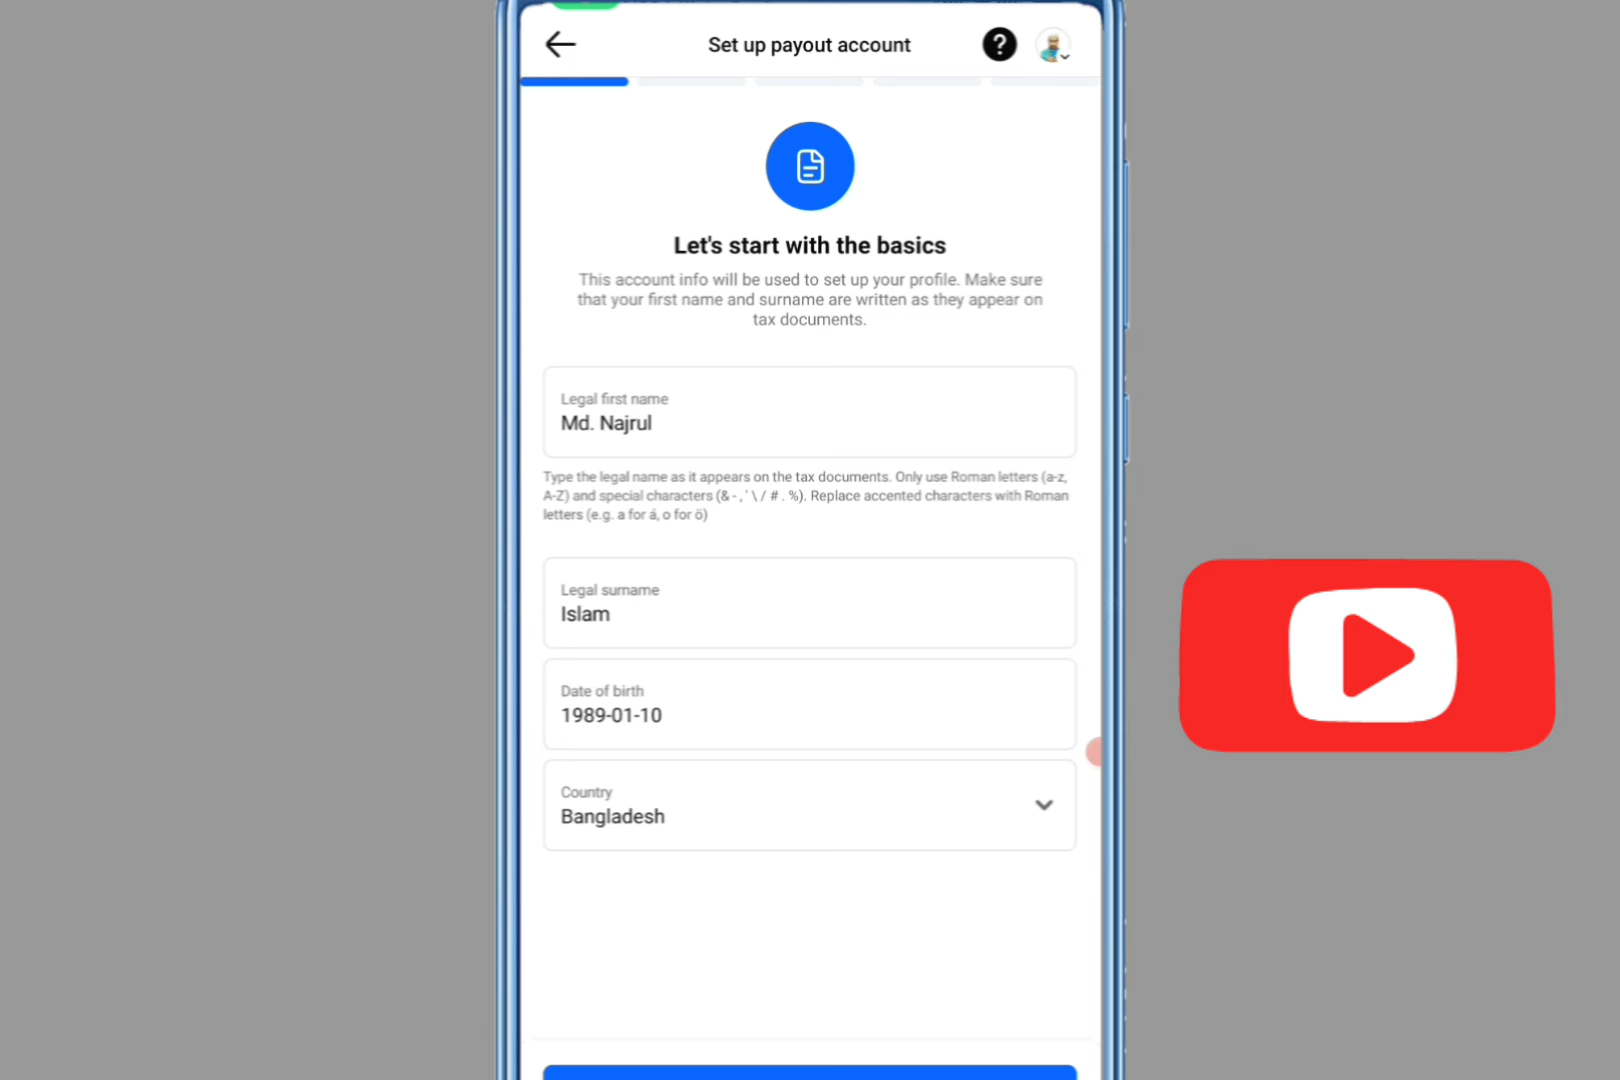 Set up payout account
?
Let's start with the basics
This account info will be used to set up your profile. Make sure
that your first name and surname are written as they appear on
tax documents.
Legal first name
Md. Najrul
Type the legal name as it appears on the tax documents. Only use Roman letters (a-z,
A-Z) and special characters (& - , ' \ / # . %). Replace accented characters with Roman
letters (e.g. a for á, o for ö)
Legal surname
Islam
Date of birth
1989-01-10
Country
Bangladesh